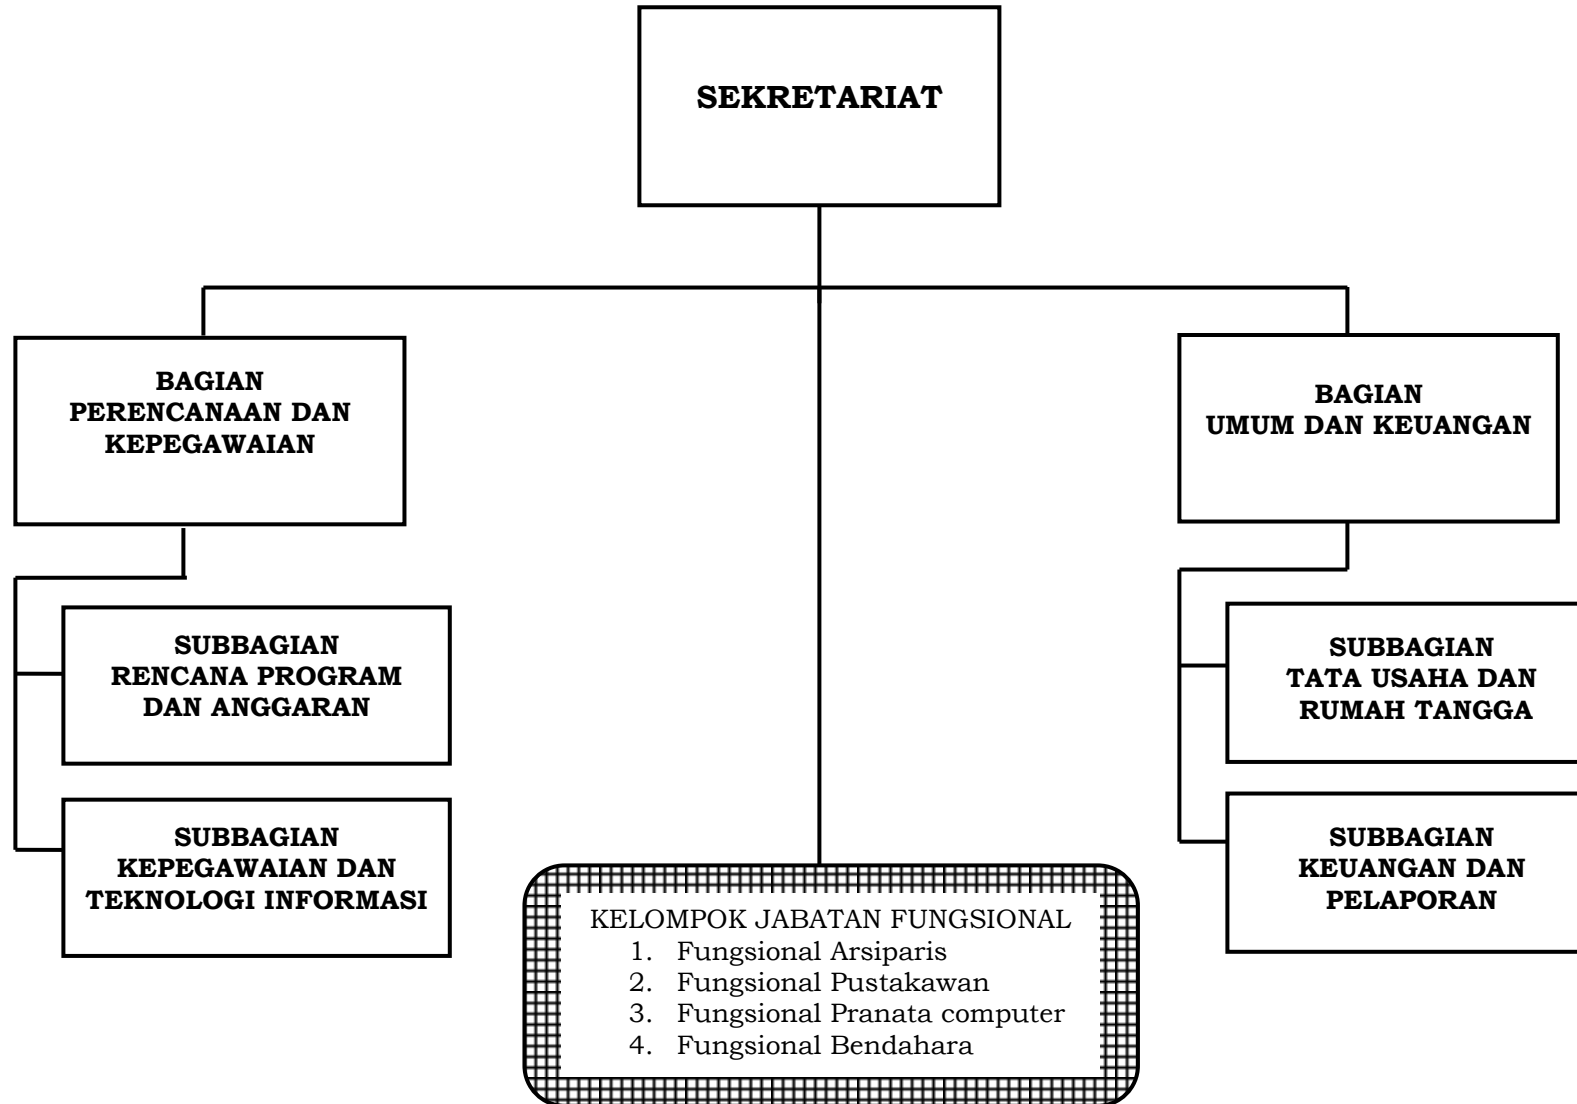 SEKRETARIAT
BAGIAN
PERENCANAAN DAN
KEPEGAWAIAN
BAGIAN
UMUM DAN KEUANGAN
SUBBAGIAN
RENCANA PROGRAM
DAN ANGGARAN
SUBBAGIAN
TATA USAHA DAN
RUMAH TANGGA
SUBBAGIAN
KEPEGAWAIAN DAN
TEKNOLOGI INFORMASI
SUBBAGIAN
KEUANGAN DAN
PELAPORAN
KELOMPOK JABATAN FUNGSIONAL
1. Fungsional Arsiparis
2. Fungsional Pustakawan
3. Fungsional Pranata computer
4. Fungsional Bendahara